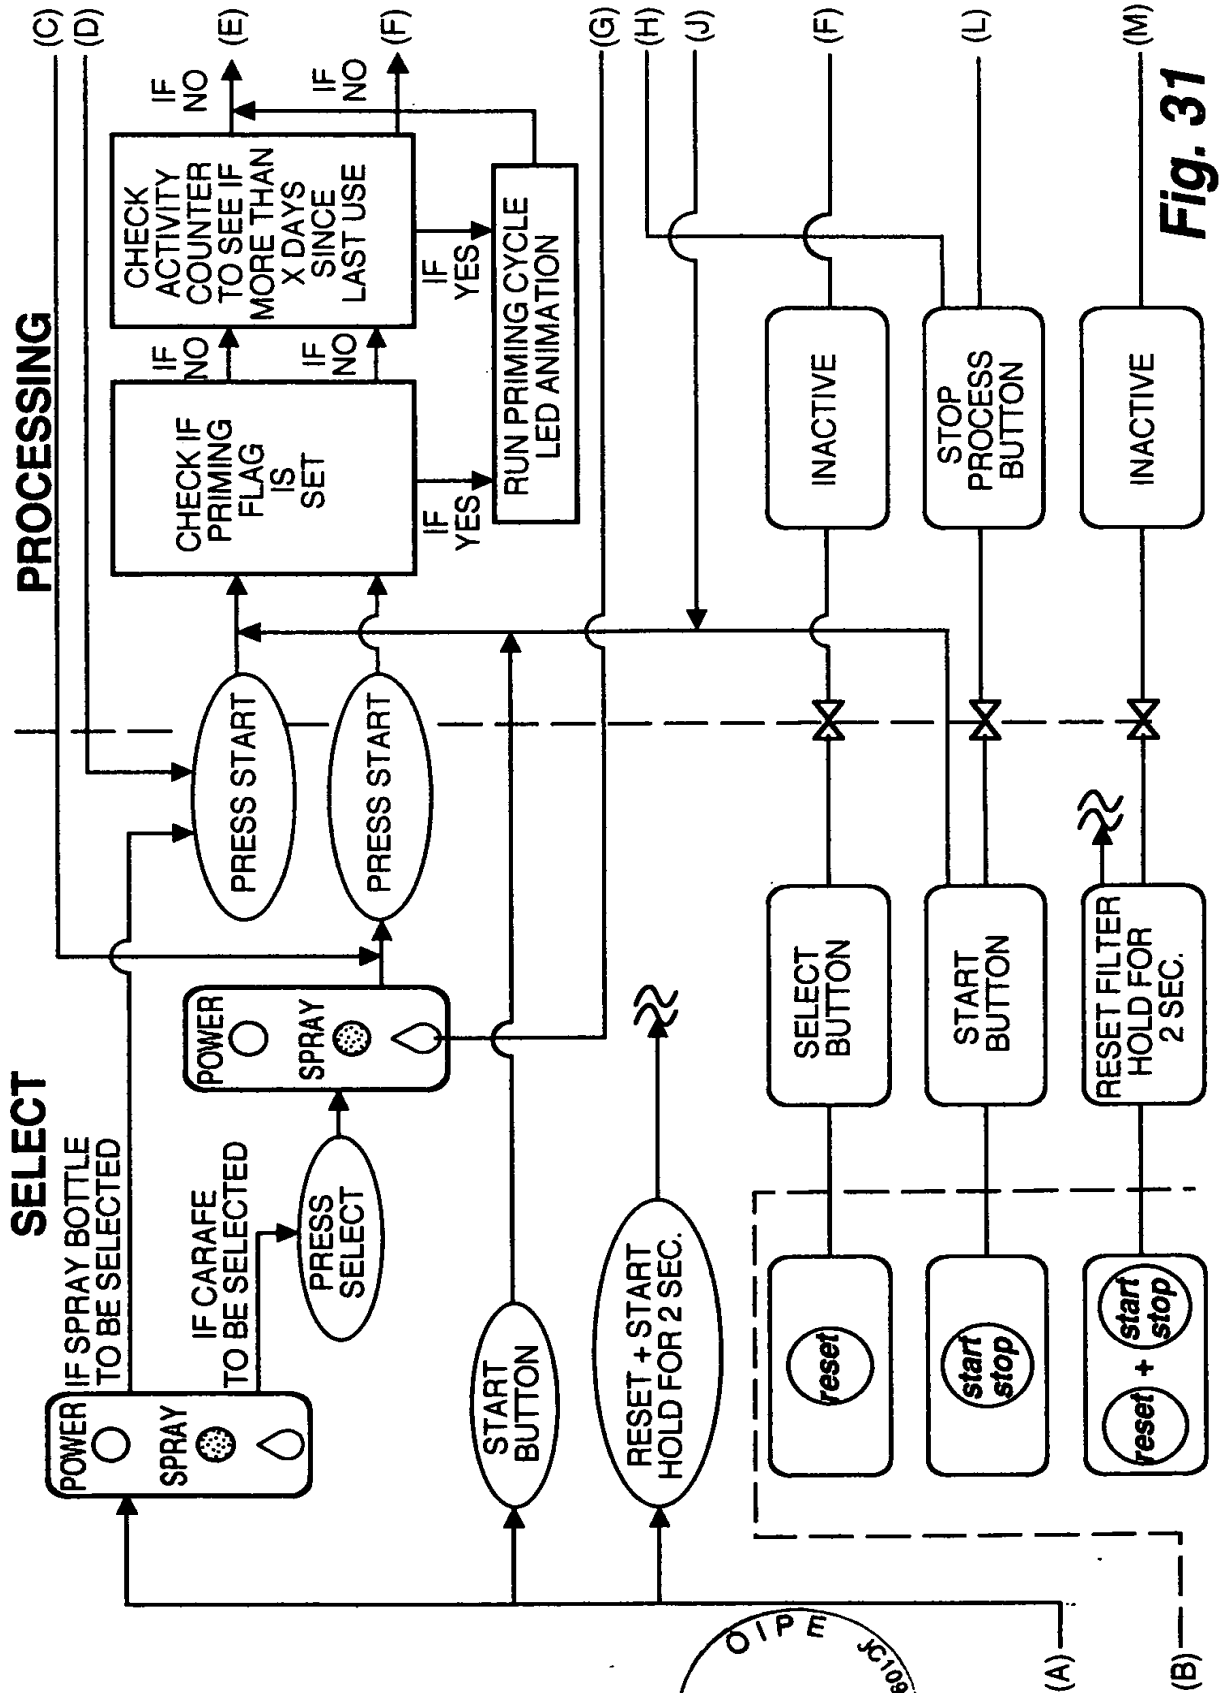 SELECT
PROCESSING
(C)
(D)
(E)
(F)
(G)
(H)
(J)
(F)
(L)
(M)
POWER
SPRAY
IF SPRAY BOTTLE
TO BE SELECTED
IF CARAFE
TO BE SELECTED
PRESS
SELECT
POWER
SPRAY
PRESS START
PRESS START
CHECK IF
PRIMING
FLAG
IS
SET
IF
NO
IF
NO
IF
YES
CHECK
ACTIVITY
COUNTER
TO SEE IF
MORE THAN
X DAYS
SINCE
LAST USE
IF
NO
IF
NO
IF
YES
RUN PRIMING CYCLE
LED ANIMATION
START
BUTTON
RESET + START
HOLD FOR 2 SEC.
reset
SELECT
BUTTON
INACTIVE
start
stop
START
BUTTON
STOP
PROCESS
BUTTON
reset + start
stop
RESET FILTER
HOLD FOR
2 SEC.
INACTIVE
(A)
(B)
OIPE
JC109
Fig. 31